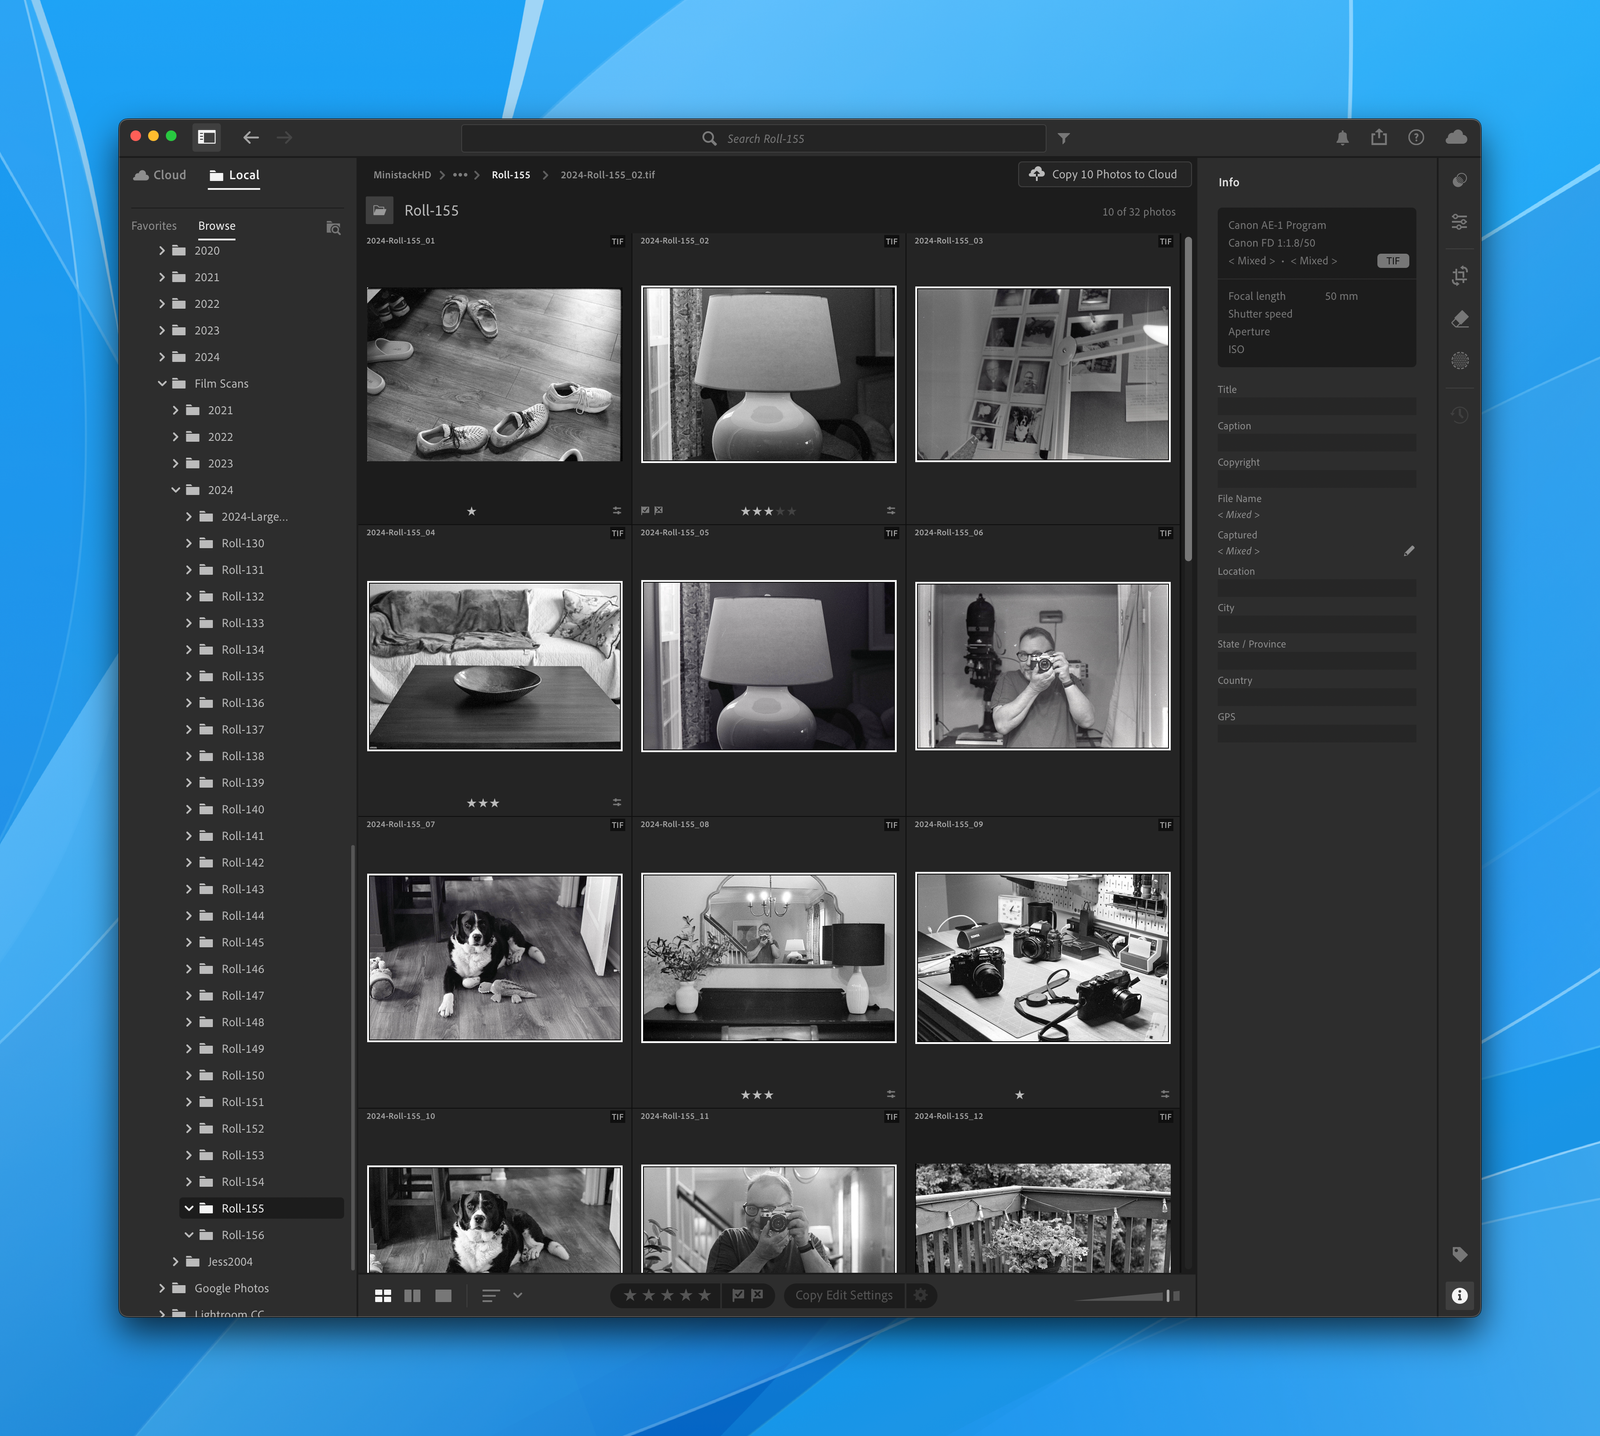 Search Roll-155
Cloud
Local
Favorites
Browse
2020
2021
2022
2023
2024
Film Scans
2021
2022
2023
2024
2024-Large...
Roll-130
Roll-131
Roll-132
Roll-133
Roll-134
Roll-135
Roll-136
Roll-137
Roll-138
Roll-139
Roll-140
Roll-141
Roll-142
Roll-143
Roll-144
Roll-145
Roll-146
Roll-147
Roll-148
Roll-149
Roll-150
Roll-151
Roll-152
Roll-153
Roll-154
Roll-155
Roll-156
Jess2004
Google Photos
Lightroom CC
MinistackHD > ••• > Roll-155 > 2024-Roll-155_02.tif
Copy 10 Photos to Cloud
Roll-155
10 of 32 photos
2024-Roll-155_01 TIF
2024-Roll-155_02 TIF
2024-Roll-155_03 TIF
2024-Roll-155_04 TIF
2024-Roll-155_05 TIF
2024-Roll-155_06 TIF
2024-Roll-155_07 TIF
2024-Roll-155_08 TIF
2024-Roll-155_09 TIF
2024-Roll-155_10 TIF
2024-Roll-155_11 TIF
2024-Roll-155_12 TIF
Copy Edit Settings
Info
Canon AE-1 Program
Canon FD 1:1.8/50
< Mixed > • < Mixed > TIF
Focal length 50 mm
Shutter speed
Aperture
ISO
Title
Caption
Copyright
File Name
< Mixed >
Captured
< Mixed >
Location
City
State / Province
Country
GPS